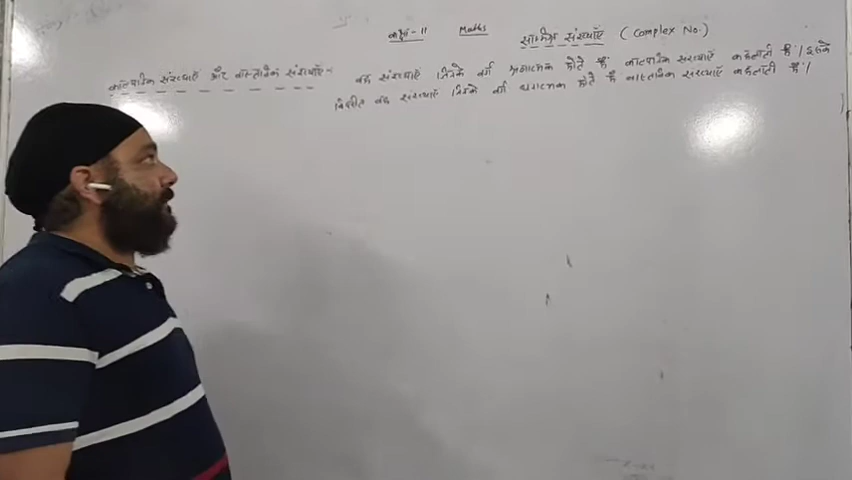 कक्षा - 11 Maths सम्मिश्र संख्याएँ (Complex No.)
काल्पनिक संख्याएँ और वास्तविक संख्याएँ - वह संख्याएँ जिनके वर्ग ऋणात्मक होते हैं काल्पनिक संख्याएँ कहलाती हैं। इसके
विपरीत वह संख्याएँ जिनके वर्ग धनात्मक होते हैं वास्तविक संख्याएँ कहलाती हैं।